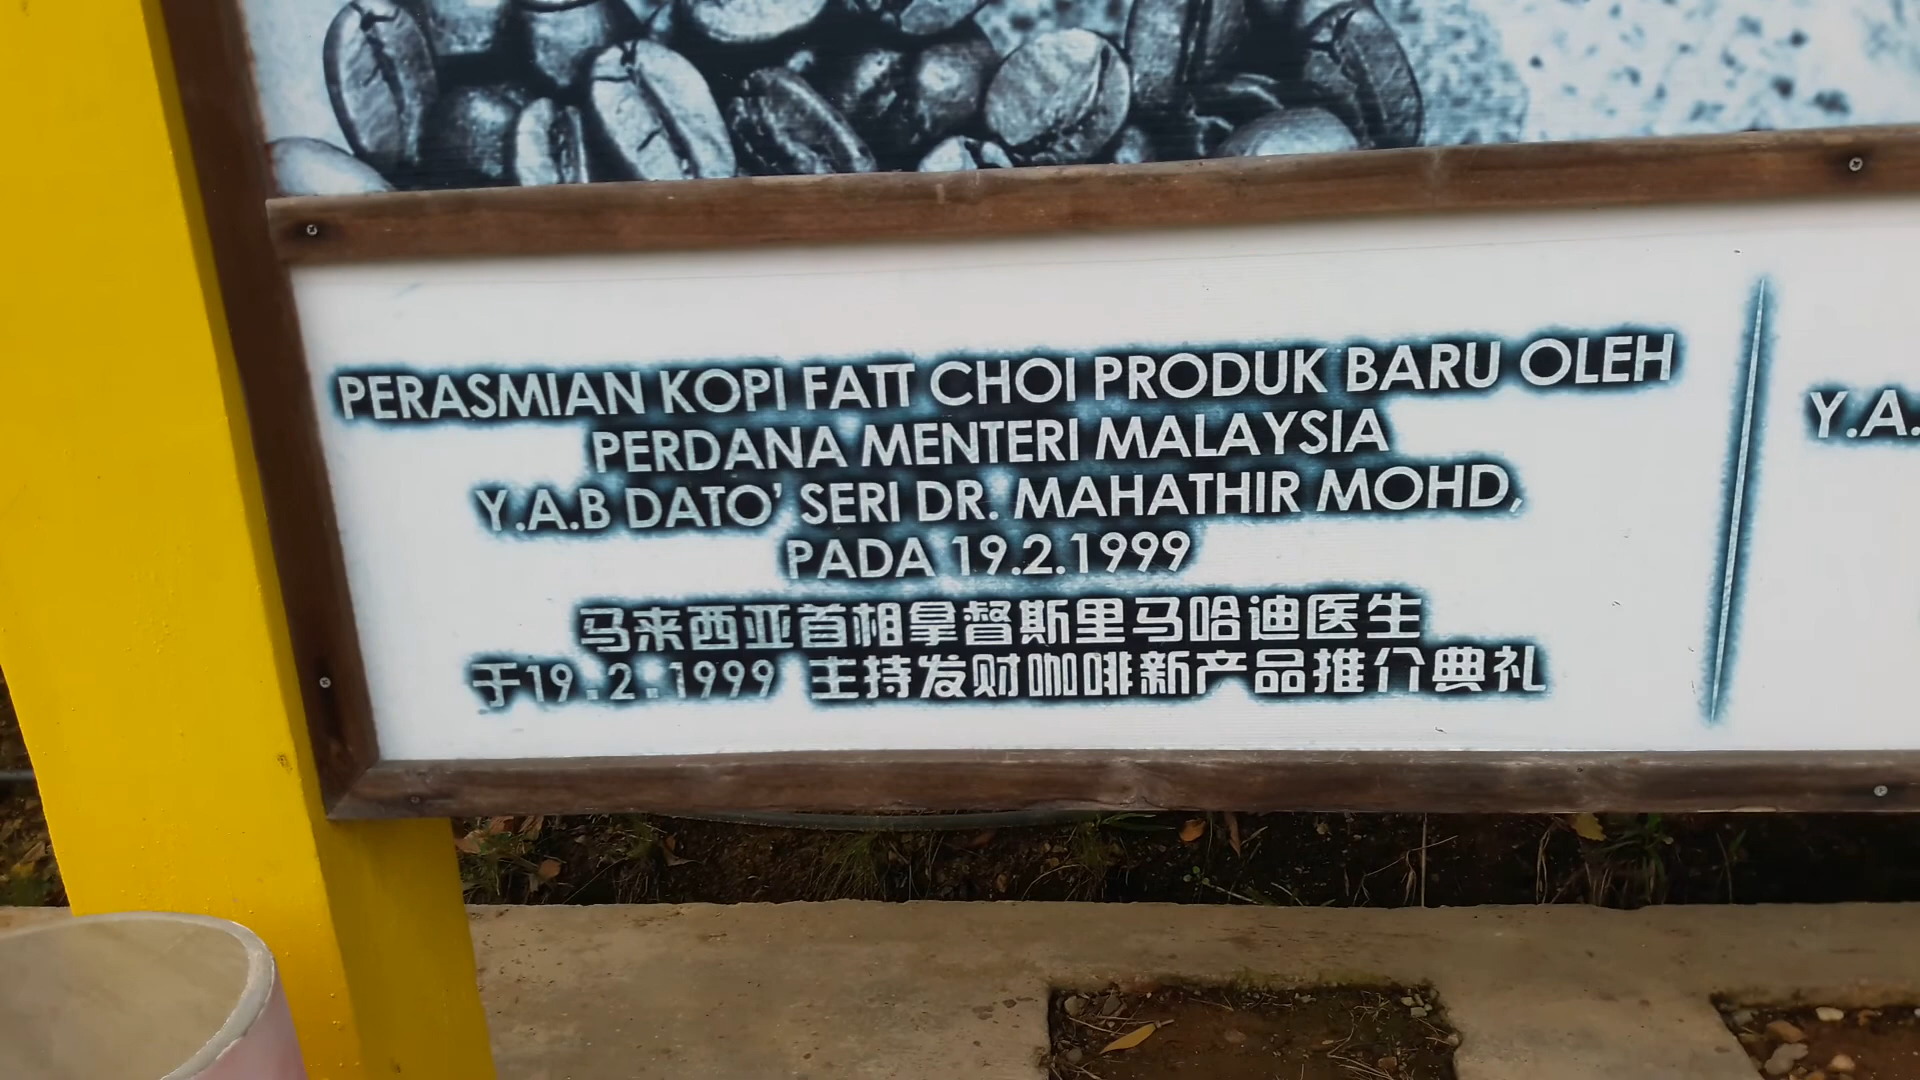 PERASMIAN KOPI FATT CHOI PRODUK BARU OLEH
PERDANA MENTERI MALAYSIA
Y.A.B DATO' SERI DR. MAHATHIR MOHD,
PADA 19.2.1999
马来西亚首相拿督斯里马哈迪医生
于19.2.1999 主持发财咖啡新产品推介典礼
Y.A.